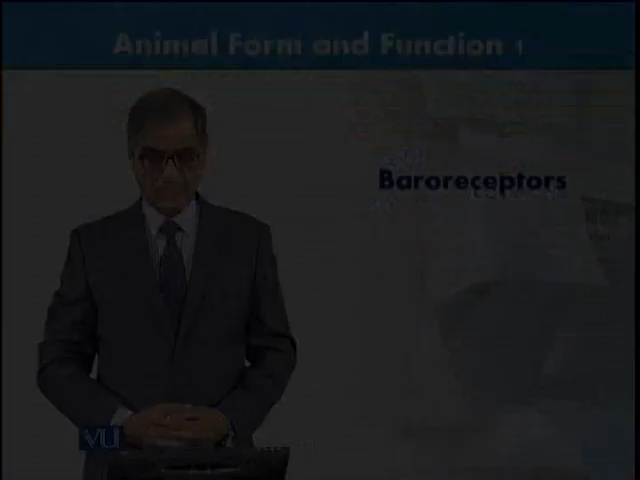 Animal Form and Function 1
Baroreceptors
VU